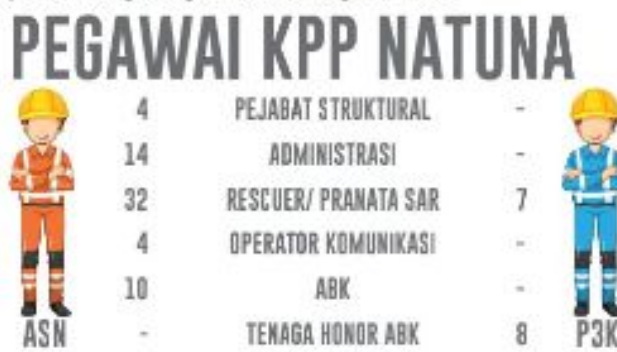 PEGAWAI KPP NATUNA
4 PEJABAT STRUKTURAL -
14 ADMINISTRASI -
32 RESCUER/ PRANATA SAR 7
4 OPERATOR KOMUNIKASI -
10 ABK -
ASN - TENAGA HONOR ABK 8 P3K